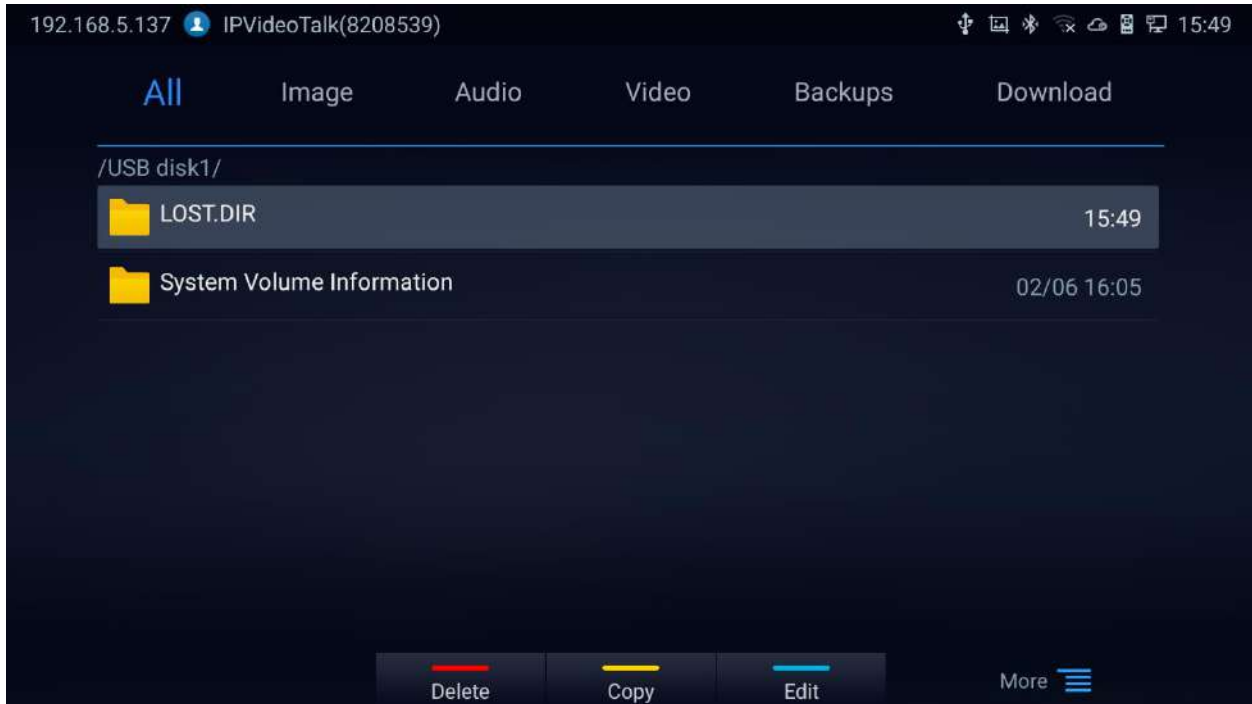 192.168.5.137 IPVideoTalk(8208539) 15:49
All Image Audio Video Backups Download
/USB disk1/
LOST.DIR 15:49
System Volume Information 02/06 16:05
Delete Copy Edit More